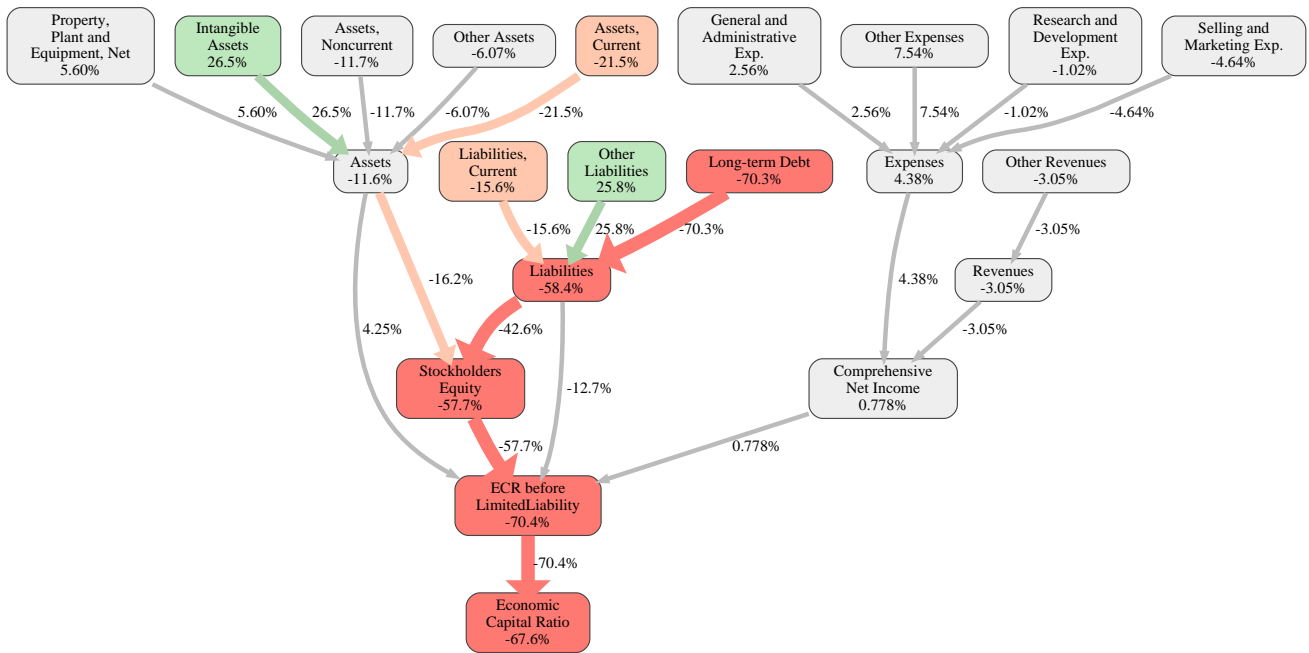 Property,
Plant and
Equipment, Net
5.60%
Intangible
Assets
26.5%
Assets,
Noncurrent
-11.7%
Other Assets
-6.07%
Assets,
Current
-21.5%
General and
Administrative
Exp.
2.56%
Other Expenses
7.54%
Research and
Development
Exp.
-1.02%
Selling and
Marketing Exp.
-4.64%
5.60%
26.5%
-11.7%
-6.07%
-21.5%
2.56%
7.54%
-1.02%
-4.64%
Assets
-11.6%
Liabilities,
Current
-15.6%
Other
Liabilities
25.8%
Long-term Debt
-70.3%
Expenses
4.38%
Other Revenues
-3.05%
-15.6%
25.8%
-70.3%
-3.05%
-16.2%
Liabilities
-58.4%
4.38%
Revenues
-3.05%
4.25%
-42.6%
-3.05%
Stockholders
Equity
-57.7%
-12.7%
Comprehensive
Net Income
0.778%
-57.7%
0.778%
ECR before
LimitedLiability
-70.4%
-70.4%
Economic
Capital Ratio
-67.6%